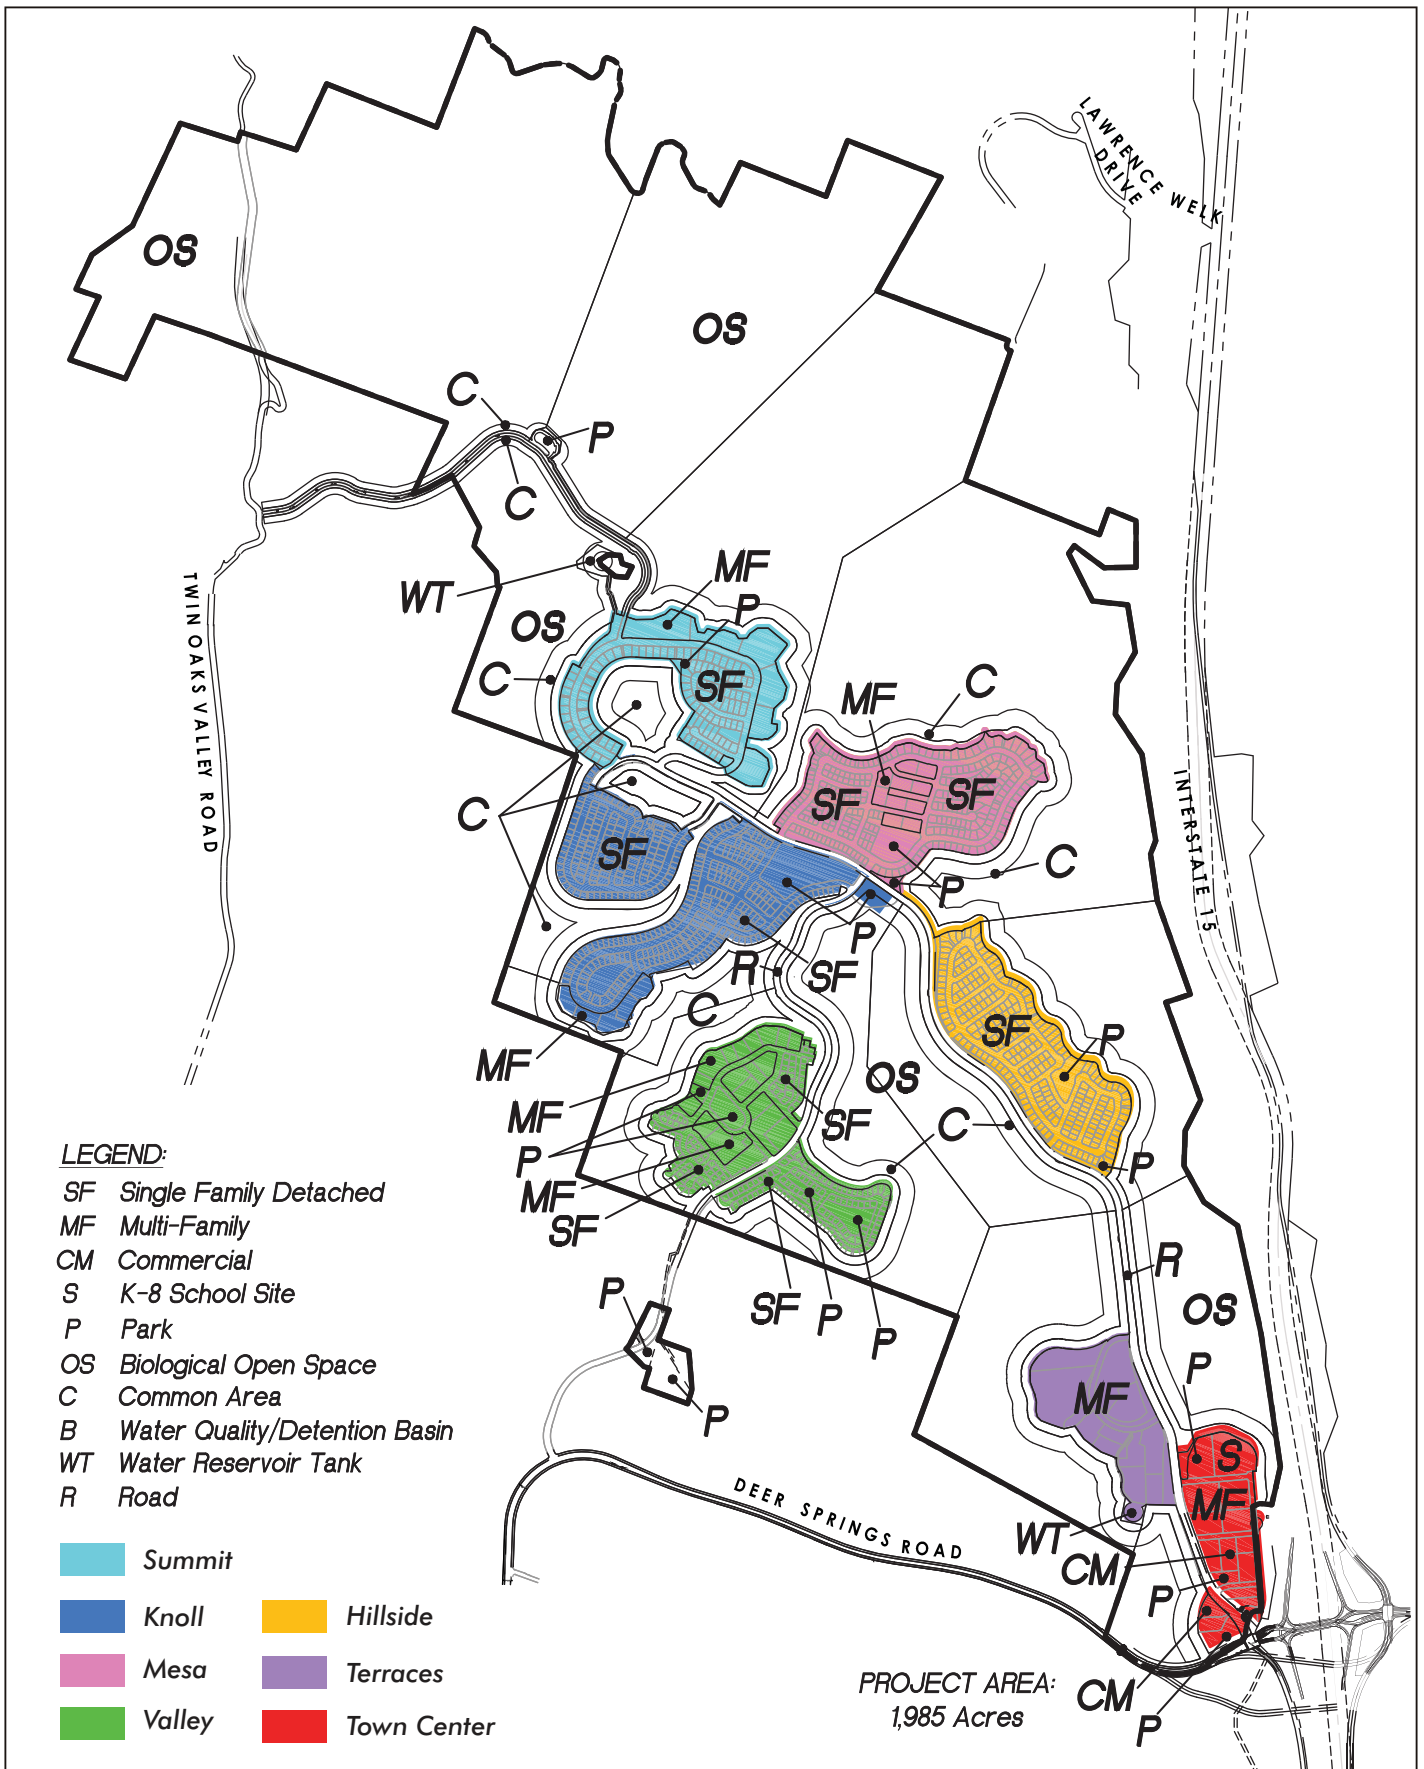 LAWRENCE WELK
DRIVE
OS
OS
C
P
C
MF
WT
P
OS
C
SF
C
MF
SF
SF
C
SF
C
P
P
SF
R
C
SF
P
MF
OS
MF
SF
C
P
P
MF
SF
R
P
SF
P
P
OS
P
MF
P
S
MF
WT
CM
P
CM
P
TWIN OAKS VALLEY ROAD
INTERSTATE 15
DEER SPRINGS ROAD
LEGEND:
SF Single Family Detached
MF Multi-Family
CM Commercial
S K-8 School Site
P Park
OS Biological Open Space
C Common Area
B Water Quality/Detention Basin
WT Water Reservoir Tank
R Road
Summit
Knoll
Hillside
Mesa
Terraces
Valley
Town Center
PROJECT AREA:
1,985 Acres